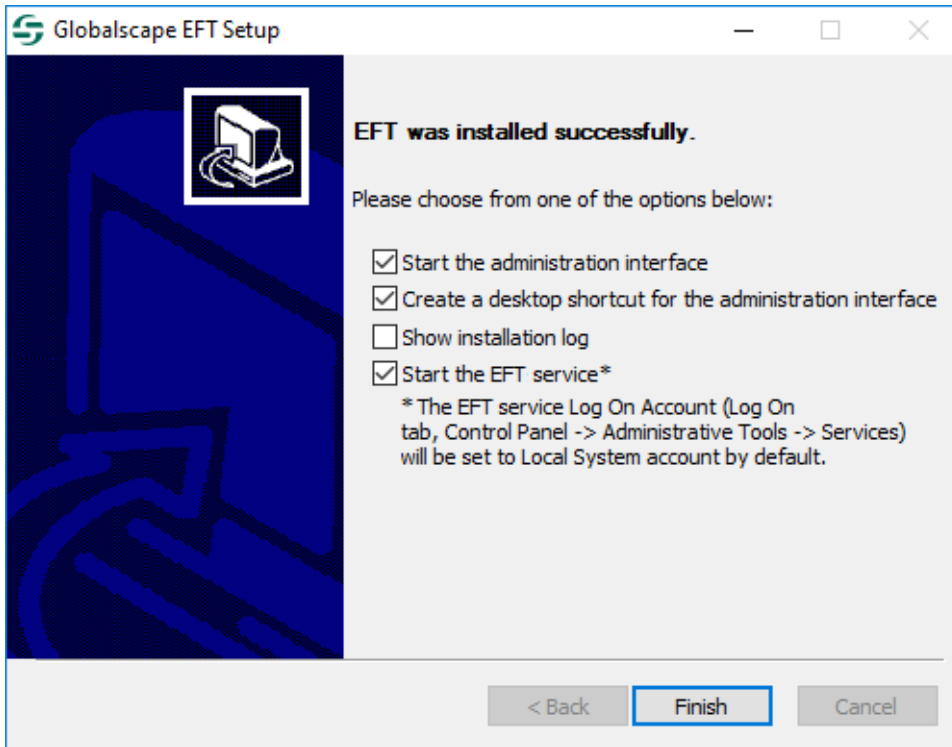 Globalscape EFT Setup
EFT was installed successfully.
Please choose from one of the options below:
Start the administration interface
Create a desktop shortcut for the administration interface
Show installation log
Start the EFT service*
* The EFT service Log On Account (Log On
tab, Control Panel -> Administrative Tools -> Services)
will be set to Local System account by default.
< Back
Finish
Cancel